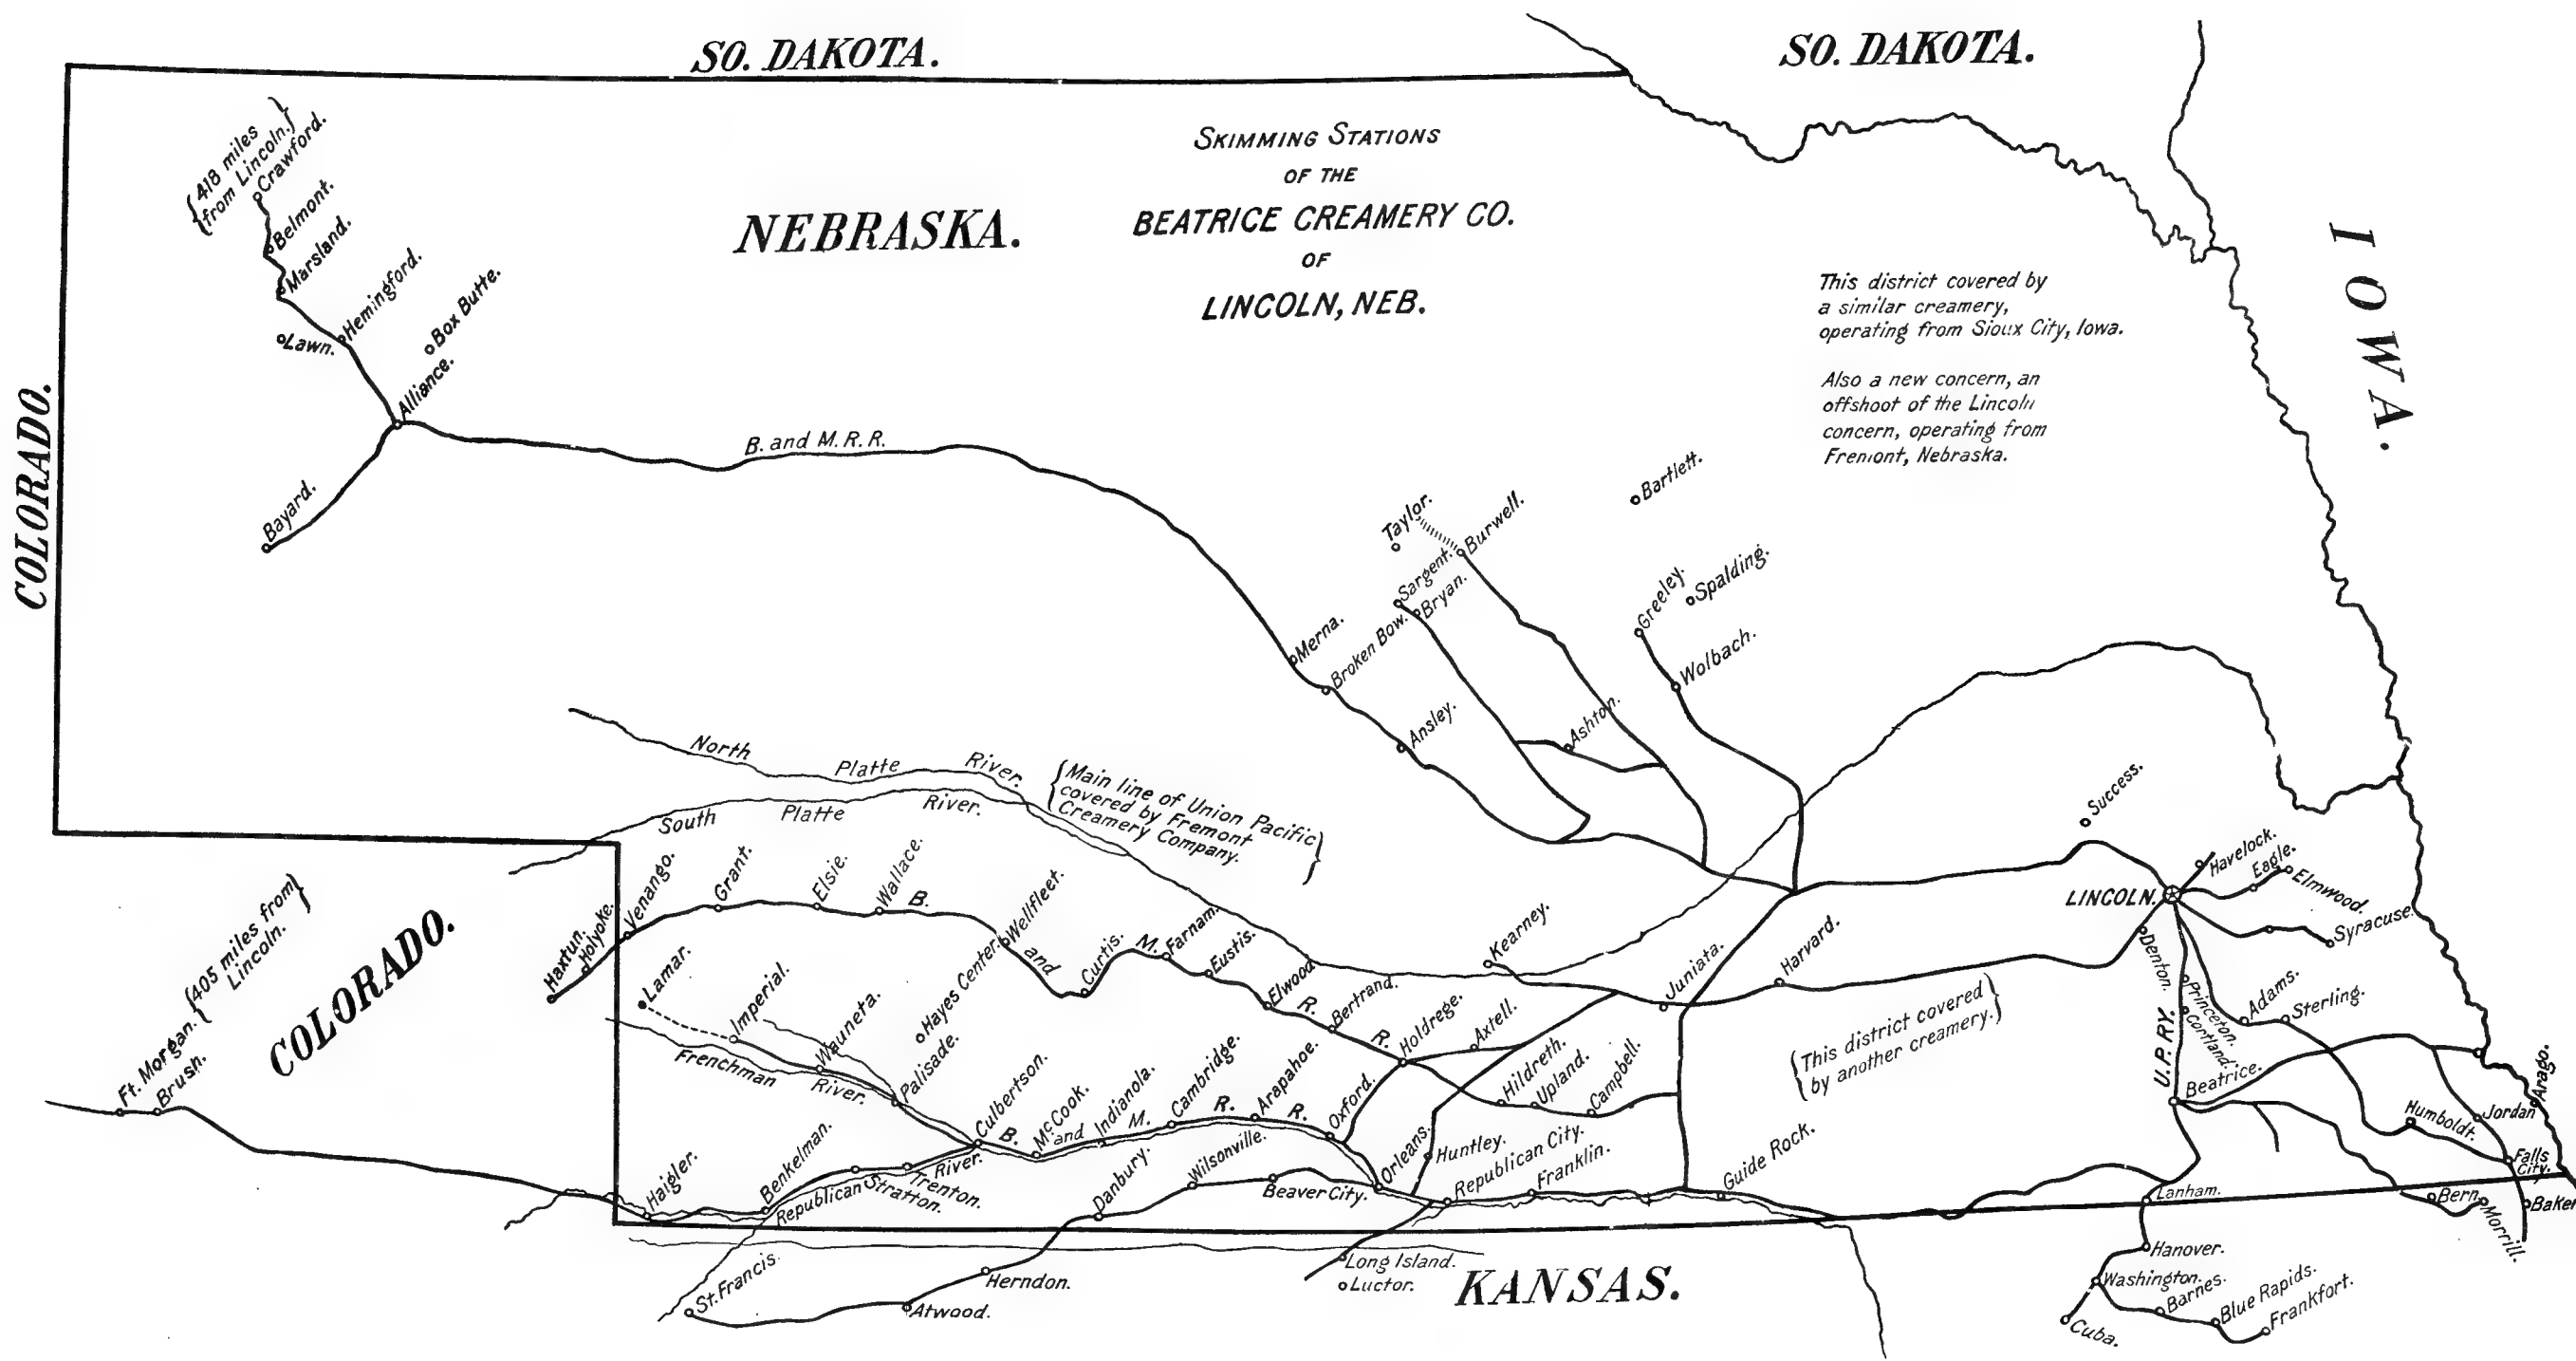 SO. DAKOTA.
SO. DAKOTA.
SKIMMING STATIONS
OF THE
BEATRICE CREAMERY CO.
OF
LINCOLN, NEB.
NEBRASKA.
IOWA.
COLORADO.
{418 miles
from Lincoln.}
Crawford.
Belmont.
Marsland.
Hemingford.
Lawn.
Box Butte.
Alliance.
Bayard.
B. and M. R. R.
This district covered by
a similar creamery,
operating from Sioux City, Iowa.
Also a new concern, an
offshoot of the Lincoln
concern, operating from
Fremont, Nebraska.
Bartlett.
Taylor.
Burwell.
Sargent.
Bryan.
Greeley.
Spalding.
Merna.
Broken Bow.
Wolbach.
Ansley.
Ashton.
North Platte River.
South Platte River.
{Main line of Union Pacific
covered by Fremont
Creamery Company.}
Success.
Havelock.
Eagle.
Elmwood.
LINCOLN.
Syracuse.
Denton.
Princeton.
Cortland.
U. P. RY.
Adams.
Sterling.
Beatrice.
Humboldt.
Jordan
Arago.
Falls
City.
Baker
Bern.
Morrill.
Lanham.
Hanover.
Washington.
Barnes.
Blue Rapids.
Frankfort.
Cuba.
Haxtun.
Holyoke.
Venango.
Grant.
Elsie.
Wallace.
B. and M. R. R.
Wellfleet.
Curtis.
Farnam.
Eustis.
Elwood
Bertrand.
Holdrege.
Axtell.
Kearney.
Juniata.
Harvard.
{This district covered
by another creamery.}
Lamar.
Imperial.
Wauneta.
Hayes Center.
Palisade.
Frenchman River.
Culbertson.
B. and M. R. R.
McCook.
Indianola.
Cambridge.
Arapahoe.
Oxford.
Orleans.
Hildreth.
Upland.
Campbell.
Huntley.
Republican City.
Franklin.
Guide Rock.
Ft. Morgan. {405 miles from
Lincoln.}
Brush.
COLORADO.
Haigler.
Benkelman.
Republican River.
Stratton.
Trenton.
Danbury.
Wilsonville.
Beaver City.
St. Francis.
Atwood.
Herndon.
Long Island.
Luctor.
KANSAS.